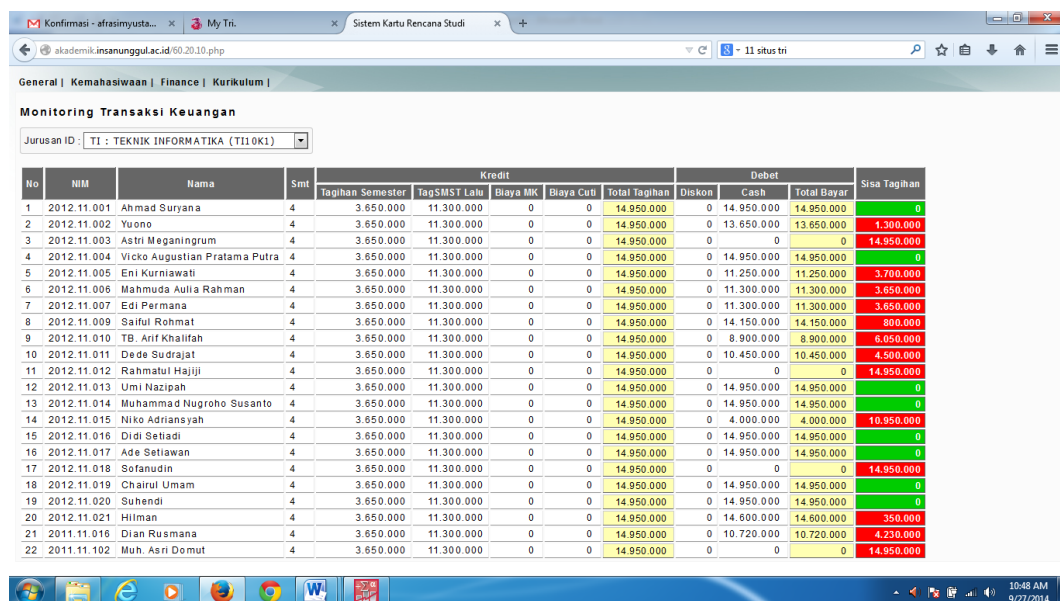 Konfirmasi - afrasimyusta... × My Tri. × Sistem Kartu Rencana Studi × +
akademik.insanunggul.ac.id/60.20.10.php 8 - 11 situs tri
General | Kemahasiwaan | Finance | Kurikulum |
Monitoring Transaksi Keuangan
Jurusan ID : TI : TEKNIK INFORMATIKA (TI10K1)
No NIM Nama Smt Kredit Debet Sisa Tagihan
Tagihan Semester TagSMST Lalu Biaya MK Biaya Cuti Total Tagihan Diskon Cash Total Bayar
1 2012.11.001 Ahmad Suryana 4 3.650.000 11.300.000 0 0 14.950.000 0 14.950.000 14.950.000 0
2 2012.11.002 Yuono 4 3.650.000 11.300.000 0 0 14.950.000 0 13.650.000 13.650.000 1.300.000
3 2012.11.003 Astri Meganingrum 4 3.650.000 11.300.000 0 0 14.950.000 0 0 0 14.950.000
4 2012.11.004 Vicko Augustian Pratama Putra 4 3.650.000 11.300.000 0 0 14.950.000 0 14.950.000 14.950.000 0
5 2012.11.005 Eni Kurniawati 4 3.650.000 11.300.000 0 0 14.950.000 0 11.250.000 11.250.000 3.700.000
6 2012.11.006 Mahmuda Aulia Rahman 4 3.650.000 11.300.000 0 0 14.950.000 0 11.300.000 11.300.000 3.650.000
7 2012.11.007 Edi Permana 4 3.650.000 11.300.000 0 0 14.950.000 0 11.300.000 11.300.000 3.650.000
8 2012.11.009 Saiful Rohmat 4 3.650.000 11.300.000 0 0 14.950.000 0 14.150.000 14.150.000 800.000
9 2012.11.010 TB. Arif Khalifah 4 3.650.000 11.300.000 0 0 14.950.000 0 8.900.000 8.900.000 6.050.000
10 2012.11.011 Dede Sudrajat 4 3.650.000 11.300.000 0 0 14.950.000 0 10.450.000 10.450.000 4.500.000
11 2012.11.012 Rahmatul Hajiji 4 3.650.000 11.300.000 0 0 14.950.000 0 0 0 14.950.000
12 2012.11.013 Umi Nazipah 4 3.650.000 11.300.000 0 0 14.950.000 0 14.950.000 14.950.000 0
13 2012.11.014 Muhammad Nugroho Susanto 4 3.650.000 11.300.000 0 0 14.950.000 0 14.950.000 14.950.000 0
14 2012.11.015 Niko Adriansyah 4 3.650.000 11.300.000 0 0 14.950.000 0 4.000.000 4.000.000 10.950.000
15 2012.11.016 Didi Setiadi 4 3.650.000 11.300.000 0 0 14.950.000 0 14.950.000 14.950.000 0
16 2012.11.017 Ade Setiawan 4 3.650.000 11.300.000 0 0 14.950.000 0 14.950.000 14.950.000 0
17 2012.11.018 Sofanudin 4 3.650.000 11.300.000 0 0 14.950.000 0 0 0 14.950.000
18 2012.11.019 Chairul Umam 4 3.650.000 11.300.000 0 0 14.950.000 0 14.950.000 14.950.000 0
19 2012.11.020 Suhendi 4 3.650.000 11.300.000 0 0 14.950.000 0 14.950.000 14.950.000 0
20 2012.11.021 Hilman 4 3.650.000 11.300.000 0 0 14.950.000 0 14.600.000 14.600.000 350.000
21 2011.11.016 Dian Rusmana 4 3.650.000 11.300.000 0 0 14.950.000 0 10.720.000 10.720.000 4.230.000
22 2011.11.102 Muh. Asri Domut 4 3.650.000 11.300.000 0 0 14.950.000 0 0 0 14.950.000
10:48 AM
9/27/2014